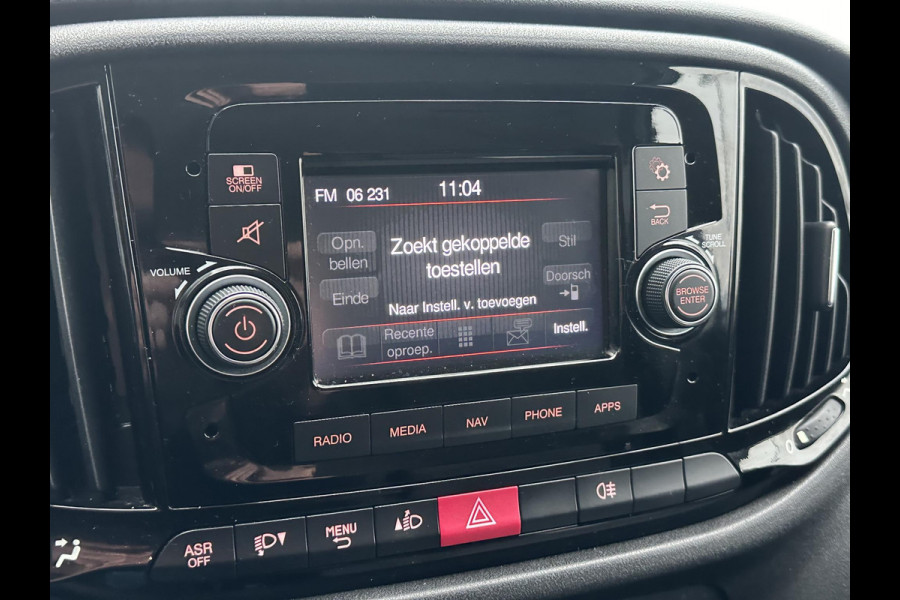 SCREEN
ON/OFF
VOLUME
FM 06 231
11:04
Opn.
bellen
Zoekt gekoppelde
toestellen
Stil
Einde
Doorsch
Naar Instell. v. toevoegen
Recente
oproep.
Instell.
BACK
TUNE
SCROLL
BROWSE
ENTER
RADIO
MEDIA
NAV
PHONE
APPS
ASR
OFF
MENU
0